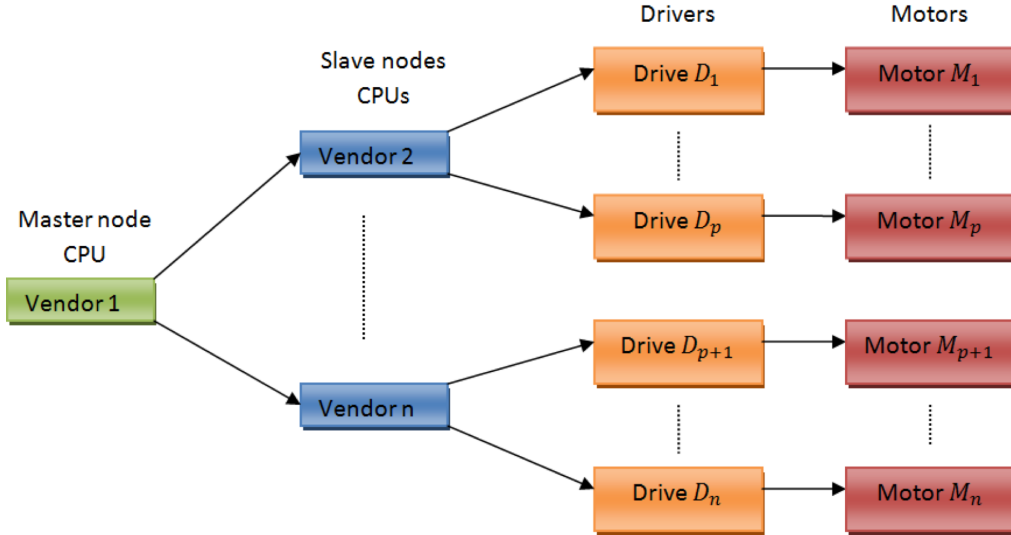 Drivers
Motors
Slave nodes
CPUs
Drive D₁
Motor M₁
Vendor 2
Drive Dₚ
Motor Mₚ
Master node
CPU
Vendor 1
Drive Dₚ₊₁
Motor Mₚ₊₁
Vendor n
Drive Dₙ
Motor Mₙ